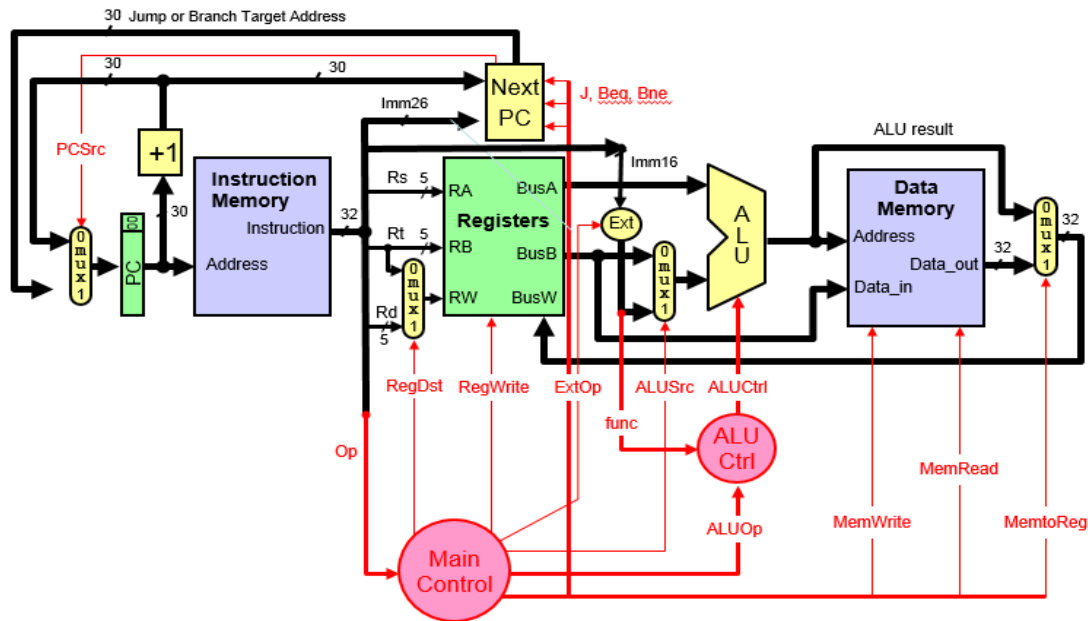 30 Jump or Branch Target Address
30
30
Next
PC
J, Beq, Bne
Imm26
PCSrc
+1
30
Instruction
Memory
Instruction
Address
32
PC
00
0
m
u
x
1
Rs 5
Rt 5
Rd
5
0
m
u
x
1
RA
BusA
Registers
RB
BusB
RW
BusW
Imm16
Ext
0
m
u
x
1
A
L
U
ALU result
Data
Memory
Address
Data_out
Data_in
32
0
m
u
x
1
32
RegDst
RegWrite
ExtOp
ALUSrc
ALUCtrl
func
Op
ALU
Ctrl
ALUOp
MemRead
MemWrite
MemtoReg
Main
Control